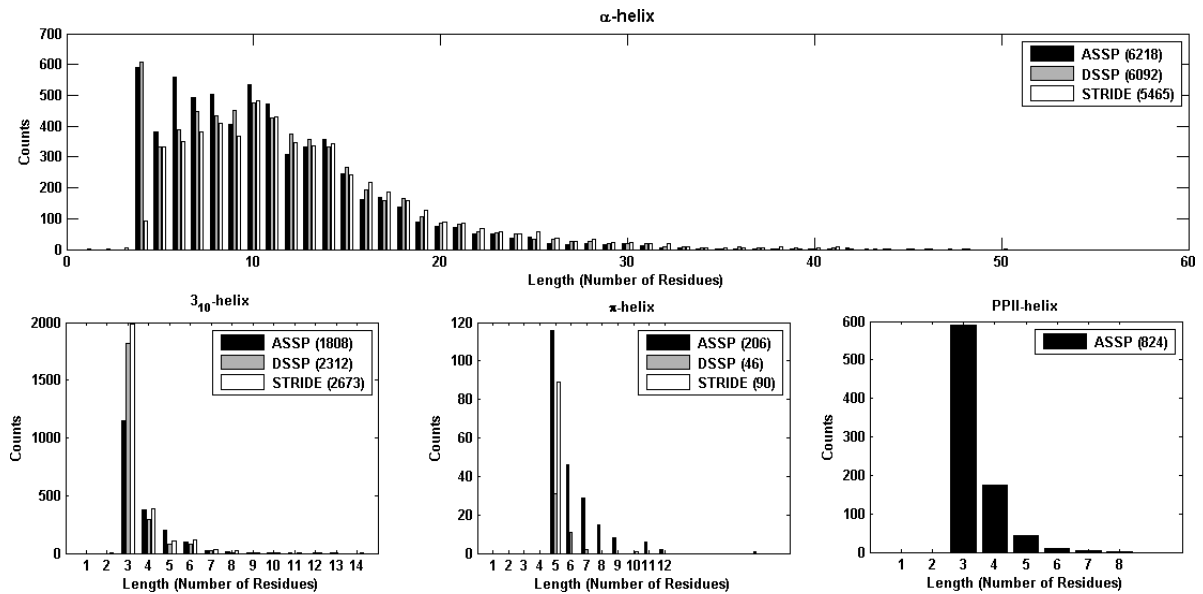 α-helix
700
600
500
400
300
200
100
0
Counts
ASSP (6218)
DSSP (6092)
STRIDE (5465)
0 10 20 30 40 50 60
Length (Number of Residues)
3₁₀-helix
2000
1500
1000
500
0
Counts
ASSP (1808)
DSSP (2312)
STRIDE (2673)
1 2 3 4 5 6 7 8 9 10 11 12 13 14
Length (Number of Residues)
π-helix
120
100
80
60
40
20
0
Counts
ASSP (206)
DSSP (46)
STRIDE (90)
1 2 3 4 5 6 7 8 9 10 11 12
Length (Number of Residues)
PPII-helix
600
500
400
300
200
100
0
Counts
ASSP (824)
1 2 3 4 5 6 7 8
Length (Number of Residues)